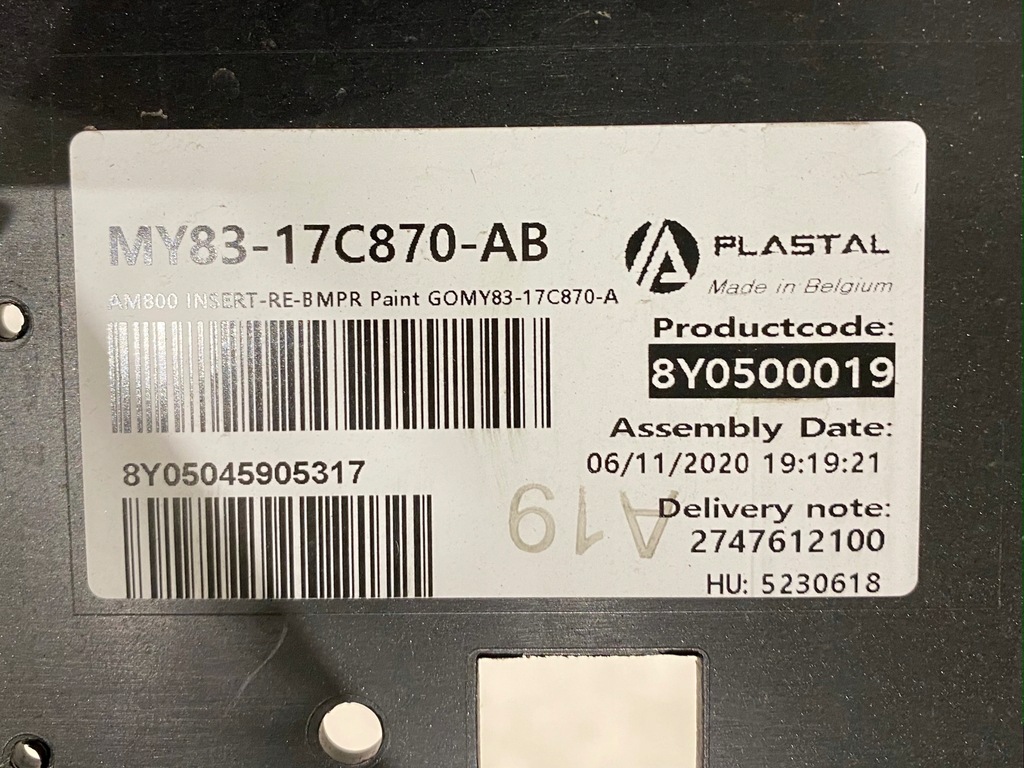 MY83-17C870-AB
AM800 INSERT-RE-BMPR Paint GOMY83-17C870-A
8Y05045905317
PLASTAL
Made in Belgium
Productcode:
8Y0500019
Assembly Date:
06/11/2020 19:19:21
A19
Delivery note:
2747612100
HU: 5230618